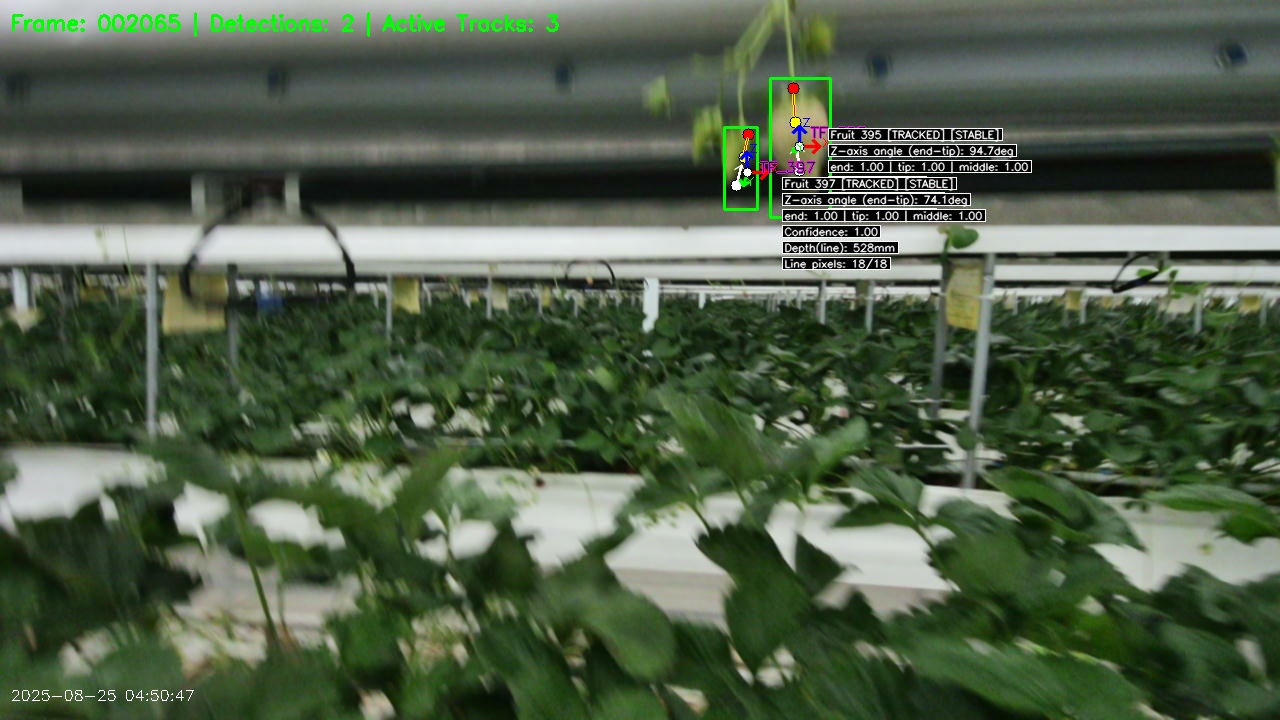 Frame: 002065 | Detections: 2 | Active Tracks: 3
Fruit 395 [TRACKED] [STABLE]
Z-axis angle (end-tip): 94.7deg
end: 1.00 | tip: 1.00 | middle: 1.00
TF_397
Fruit 397 [TRACKED] [STABLE]
Z-axis angle (end-tip): 74.1deg
end: 1.00 | tip: 1.00 | middle: 1.00
Confidence: 1.00
Depth(line): 528mm
Line pixels: 18/18
2025-08-25 04:50:47